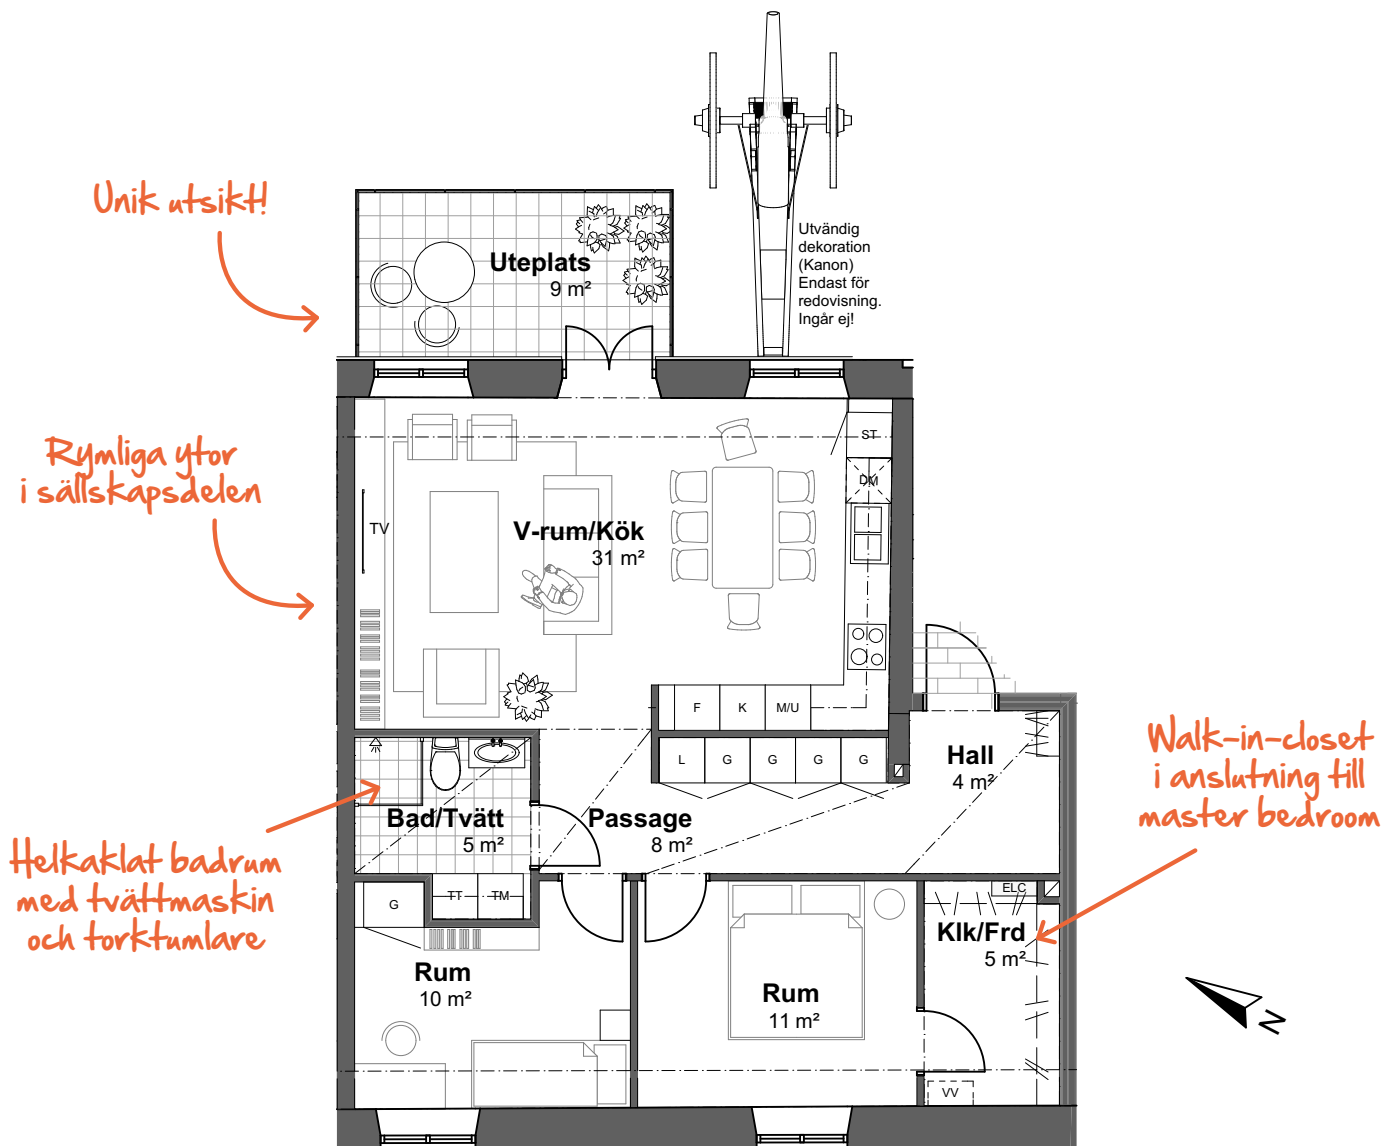 Unik utsikt!
Uteplats
9 m²
Utvändig
dekoration
(Kanon)
Endast för
redovisning.
Ingår ej!
Rymliga ytor
i sällskapsdelen
TV
V-rum/Kök
31 m²
ST
DM
F
K
M/U
L
G
G
G
G
Hall
4 m²
Walk-in-closet
i anslutning till
master bedroom
Bad/Tvätt
5 m²
Passage
8 m²
Helkaklat badrum
med tvättmaskin
och torktumlare
G
TT
TM
ELC
Klk/Frd
5 m²
Rum
10 m²
Rum
11 m²
VV
N